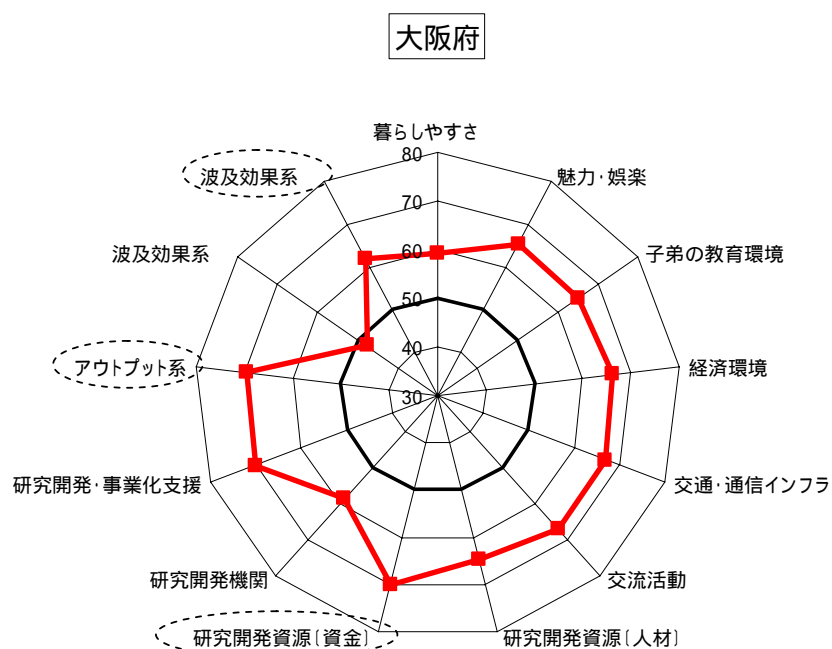 大阪府
暮らしやすさ
80
波及効果系
魅力・娯楽
70
波及効果系
子弟の教育環境
60
50
アウトプット系
経済環境
40
30
研究開発・事業化支援
交通・通信インフラ
研究開発機関
交流活動
研究開発資源〔資金〕
研究開発資源〔人材〕